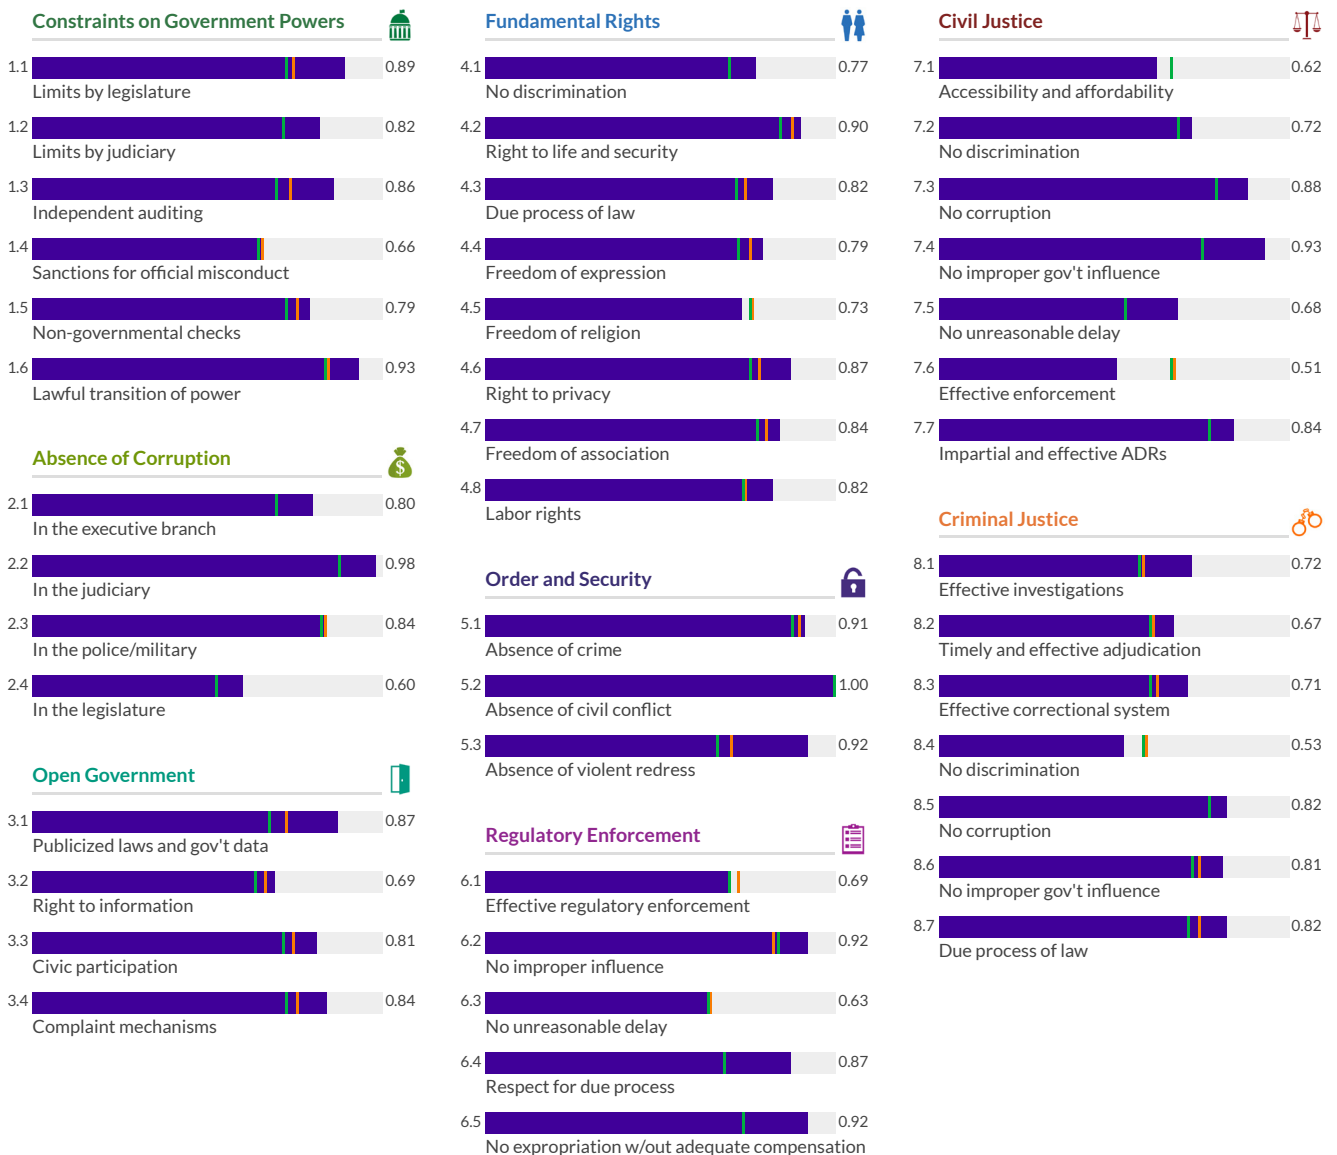 Constraints on Government Powers
1.1 0.89
Limits by legislature
1.2 0.82
Limits by judiciary
1.3 0.86
Independent auditing
1.4 0.66
Sanctions for official misconduct
1.5 0.79
Non-governmental checks
1.6 0.93
Lawful transition of power
Absence of Corruption
$
2.1 0.80
In the executive branch
2.2 0.98
In the judiciary
2.3 0.84
In the police/military
2.4 0.60
In the legislature
Open Government
3.1 0.87
Publicized laws and gov't data
3.2 0.69
Right to information
3.3 0.81
Civic participation
3.4 0.84
Complaint mechanisms
Fundamental Rights
4.1 0.77
No discrimination
4.2 0.90
Right to life and security
4.3 0.82
Due process of law
4.4 0.79
Freedom of expression
4.5 0.73
Freedom of religion
4.6 0.87
Right to privacy
4.7 0.84
Freedom of association
4.8 0.82
Labor rights
Order and Security
5.1 0.91
Absence of crime
5.2 1.00
Absence of civil conflict
5.3 0.92
Absence of violent redress
Regulatory Enforcement
6.1 0.69
Effective regulatory enforcement
6.2 0.92
No improper influence
6.3 0.63
No unreasonable delay
6.4 0.87
Respect for due process
6.5 0.92
No expropriation w/out adequate compensation
Civil Justice
7.1 0.62
Accessibility and affordability
7.2 0.72
No discrimination
7.3 0.88
No corruption
7.4 0.93
No improper gov't influence
7.5 0.68
No unreasonable delay
7.6 0.51
Effective enforcement
7.7 0.84
Impartial and effective ADRs
Criminal Justice
8.1 0.72
Effective investigations
8.2 0.67
Timely and effective adjudication
8.3 0.71
Effective correctional system
8.4 0.53
No discrimination
8.5 0.82
No corruption
8.6 0.81
No improper gov't influence
8.7 0.82
Due process of law